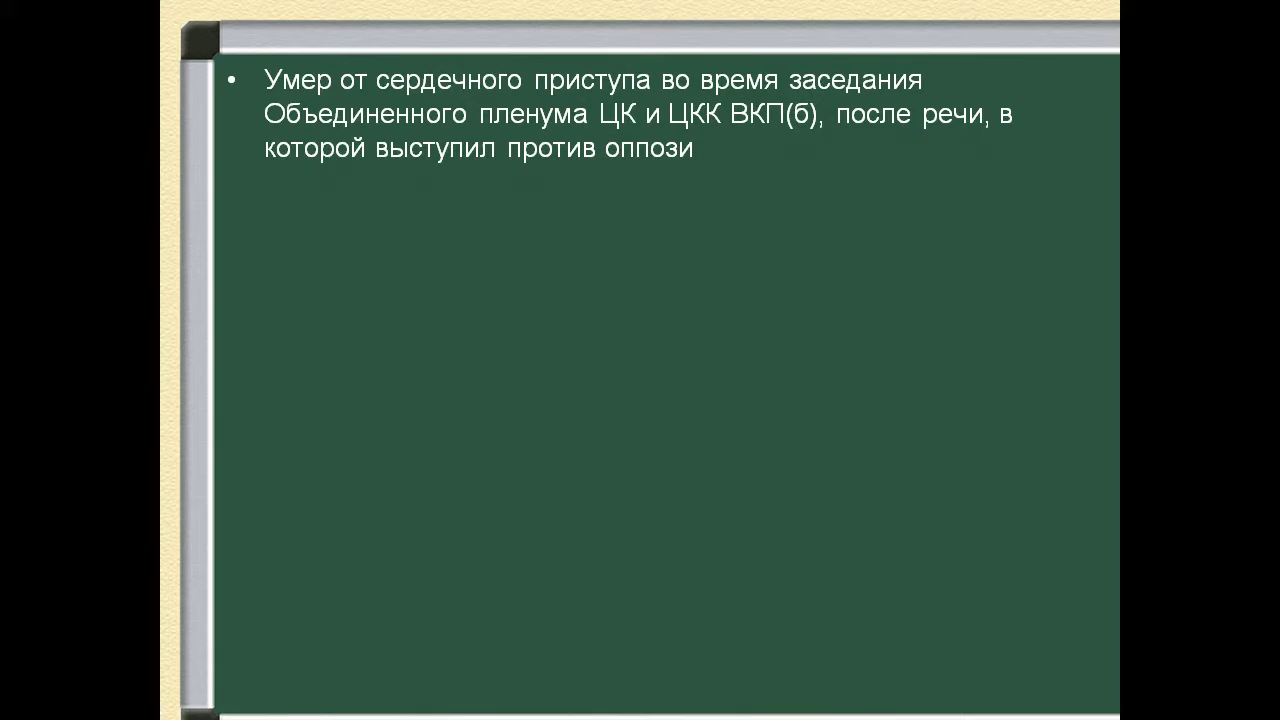 • Умер от сердечного приступа во время заседания
Объединенного пленума ЦК и ЦКК ВКП(б), после речи, в
которой выступил против оппози